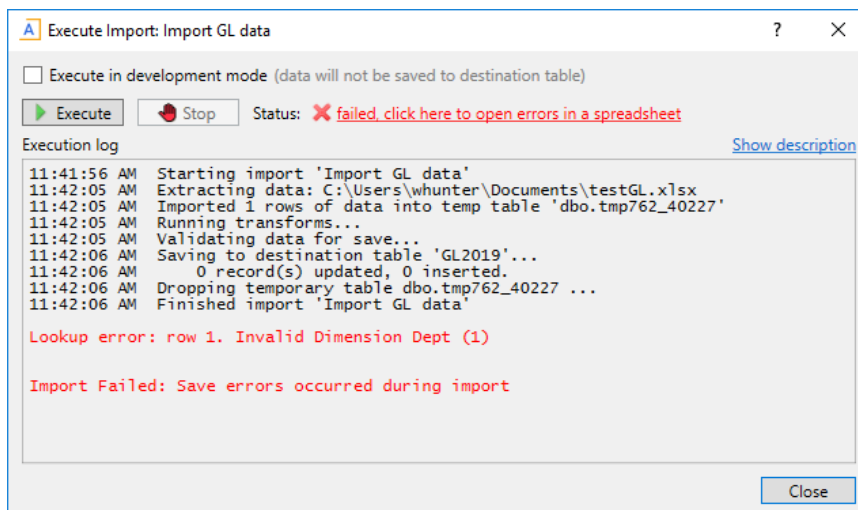 A Execute Import: Import GL data ?
Execute in development mode (data will not be saved to destination table)
Execute Stop Status: failed, click here to open errors in a spreadsheet
Execution log Show description
11:41:56 AM Starting import 'Import GL data'
11:42:05 AM Extracting data: C:\Users\whunter\Documents\testGL.xlsx
11:42:05 AM Imported 1 rows of data into temp table 'dbo.tmp762_40227'
11:42:05 AM Running transforms...
11:42:05 AM Validating data for save...
11:42:06 AM Saving to destination table 'GL2019'...
11:42:06 AM 0 record(s) updated, 0 inserted.
11:42:06 AM Dropping temporary table dbo.tmp762_40227 ...
11:42:06 AM Finished import 'Import GL data'
Lookup error: row 1. Invalid Dimension Dept (1)
Import Failed: Save errors occurred during import
Close